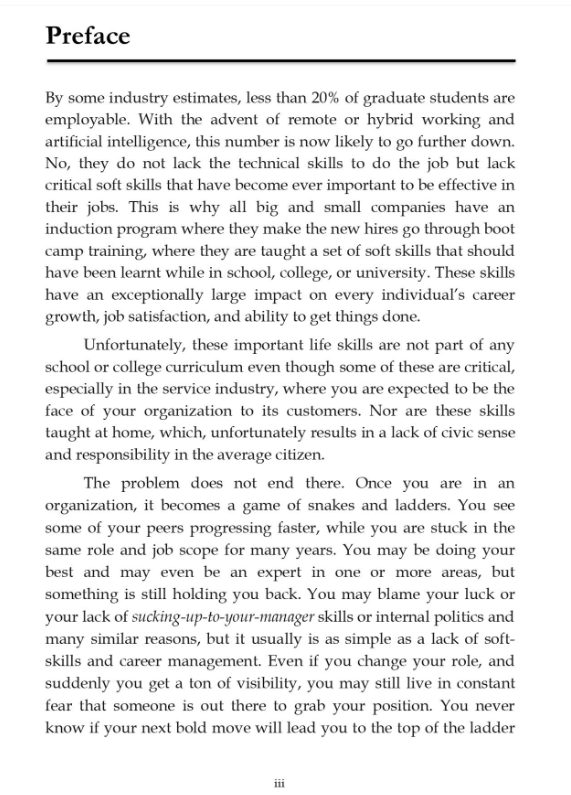 Preface
By some industry estimates, less than 20% of graduate students are
employable. With the advent of remote or hybrid working and
artificial intelligence, this number is now likely to go further down.
No, they do not lack the technical skills to do the job but lack
critical soft skills that have become ever important to be effective in
their jobs. This is why all big and small companies have an
induction program where they make the new hires go through boot
camp training, where they are taught a set of soft skills that should
have been learnt while in school, college, or university. These skills
have an exceptionally large impact on every individual's career
growth, job satisfaction, and ability to get things done.
Unfortunately, these important life skills are not part of any
school or college curriculum even though some of these are critical,
especially in the service industry, where you are expected to be the
face of your organization to its customers. Nor are these skills
taught at home, which, unfortunately results in a lack of civic sense
and responsibility in the average citizen.
The problem does not end there. Once you are in an
organization, it becomes a game of snakes and ladders. You see
some of your peers progressing faster, while you are stuck in the
same role and job scope for many years. You may be doing your
best and may even be an expert in one or more areas, but
something is still holding you back. You may blame your luck or
your lack of sucking-up-to-your-manager skills or internal politics and
many similar reasons, but it usually is as simple as a lack of soft-
skills and career management. Even if you change your role, and
suddenly you get a ton of visibility, you may still live in constant
fear that someone is out there to grab your position. You never
know if your next bold move will lead you to the top of the ladder
iii